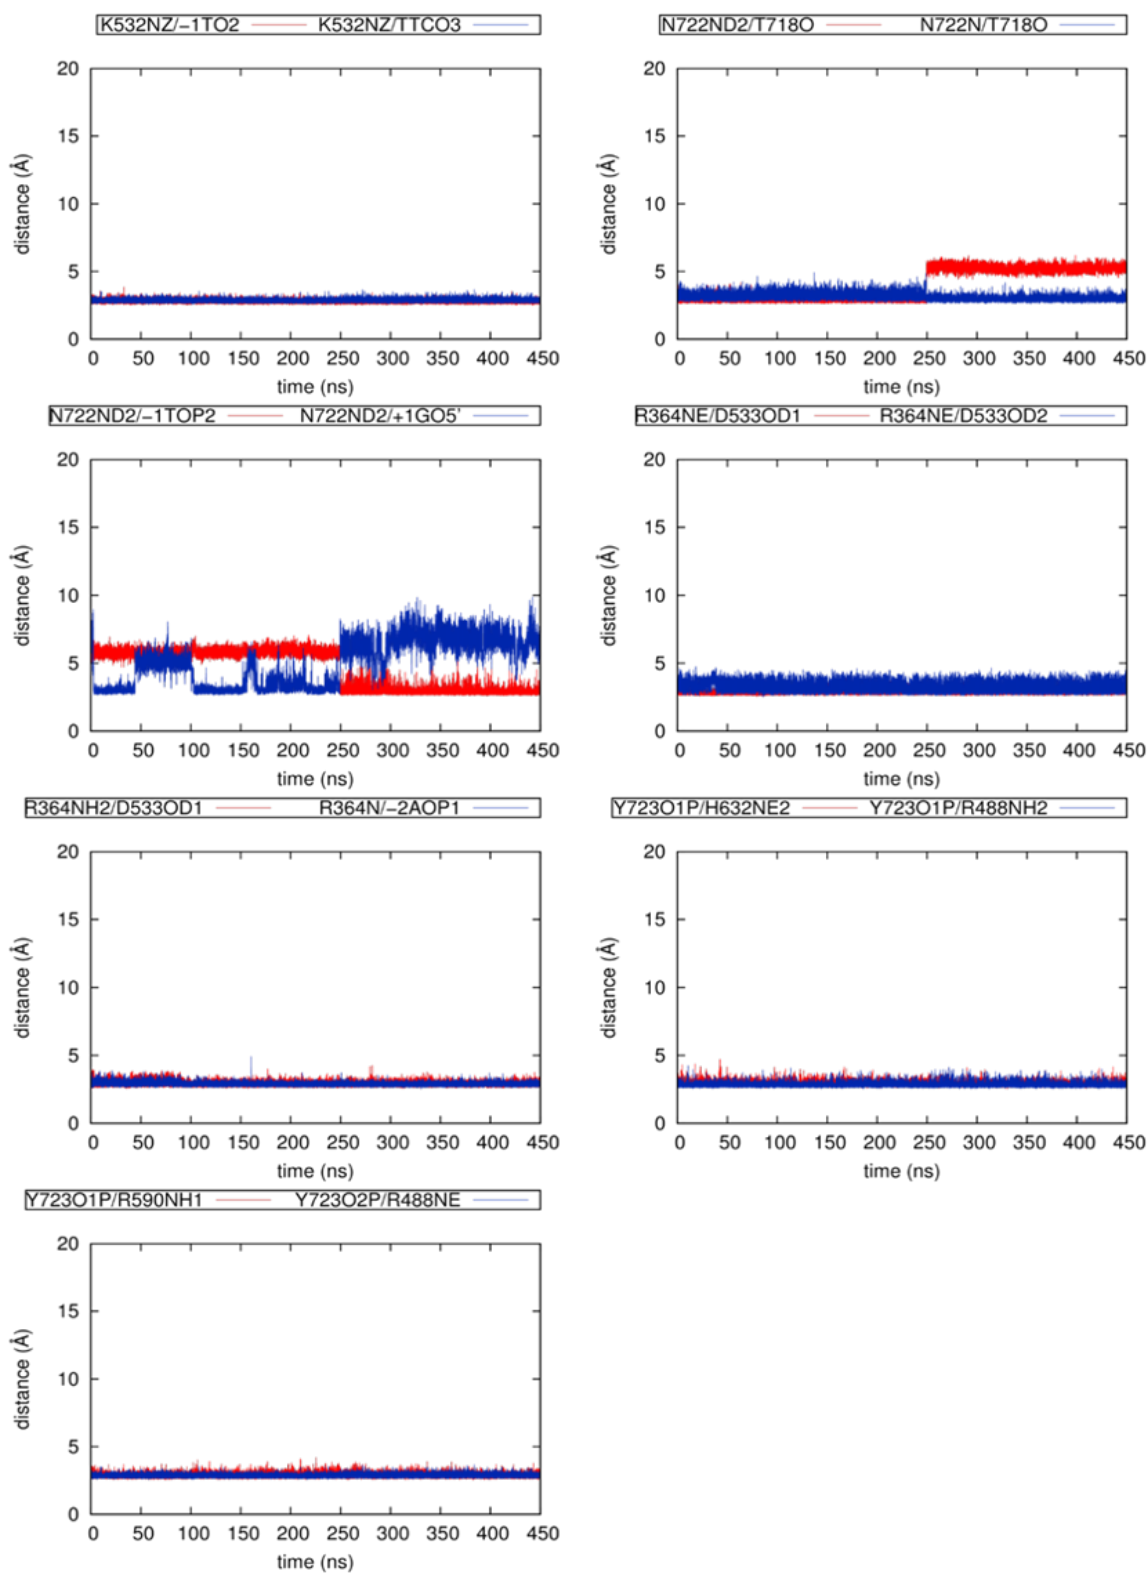 K532NZ/−1TO2 K532NZ/TTCO3
distance (Å)
20
15
10
5
0
0 50 100 150 200 250 300 350 400 450
time (ns)
N722ND2/T718O N722N/T718O
distance (Å)
20
15
10
5
0
0 50 100 150 200 250 300 350 400 450
time (ns)
N722ND2/−1TOP2 N722ND2/+1GO5'
distance (Å)
20
15
10
5
0
0 50 100 150 200 250 300 350 400 450
time (ns)
R364NE/D533OD1 R364NE/D533OD2
distance (Å)
20
15
10
5
0
0 50 100 150 200 250 300 350 400 450
time (ns)
R364NH2/D533OD1 R364N/−2AOP1
distance (Å)
20
15
10
5
0
0 50 100 150 200 250 300 350 400 450
time (ns)
Y723O1P/H632NE2 Y723O1P/R488NH2
distance (Å)
20
15
10
5
0
0 50 100 150 200 250 300 350 400 450
time (ns)
Y723O1P/R590NH1 Y723O2P/R488NE
distance (Å)
20
15
10
5
0
0 50 100 150 200 250 300 350 400 450
time (ns)